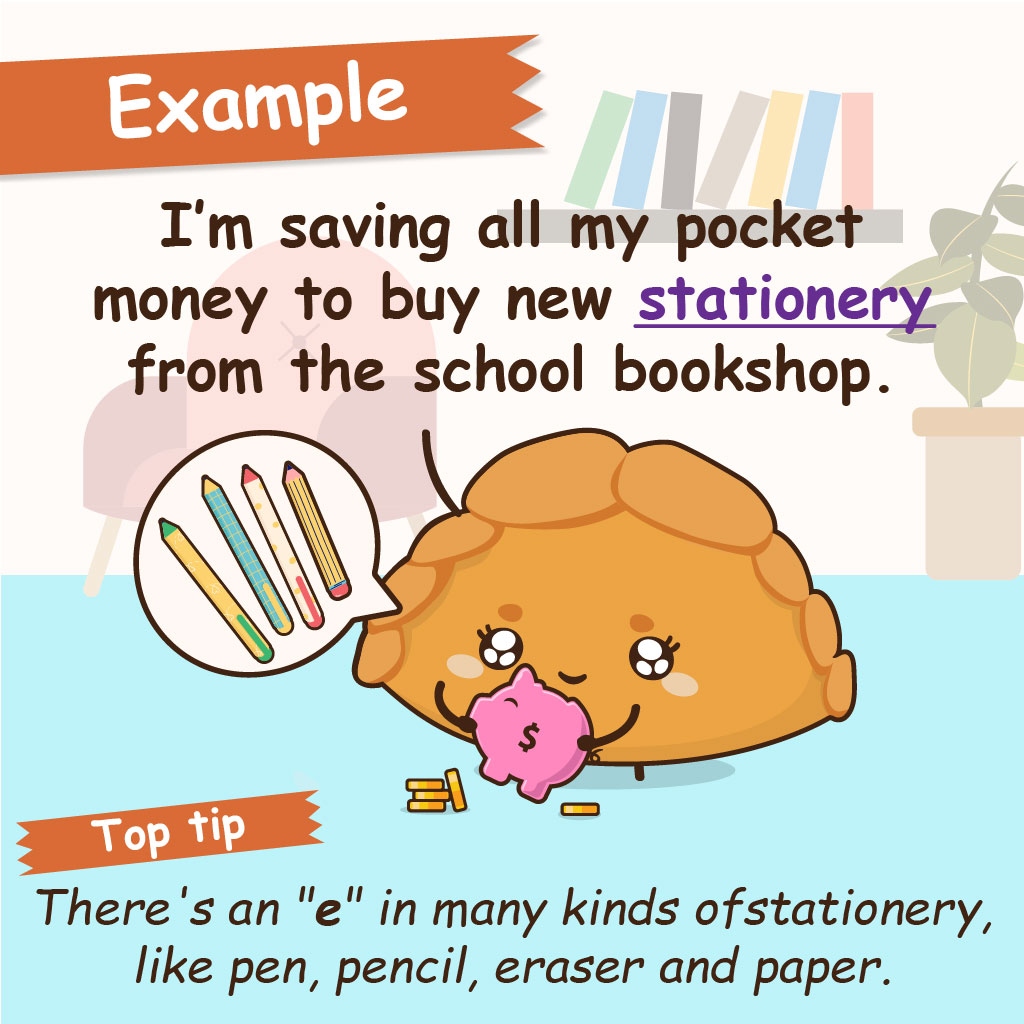 Example
I'm saving all my pocket
money to buy new stationery
from the school bookshop.
$
Top tip
There's an "e" in many kinds ofstationery,
like pen, pencil, eraser and paper.